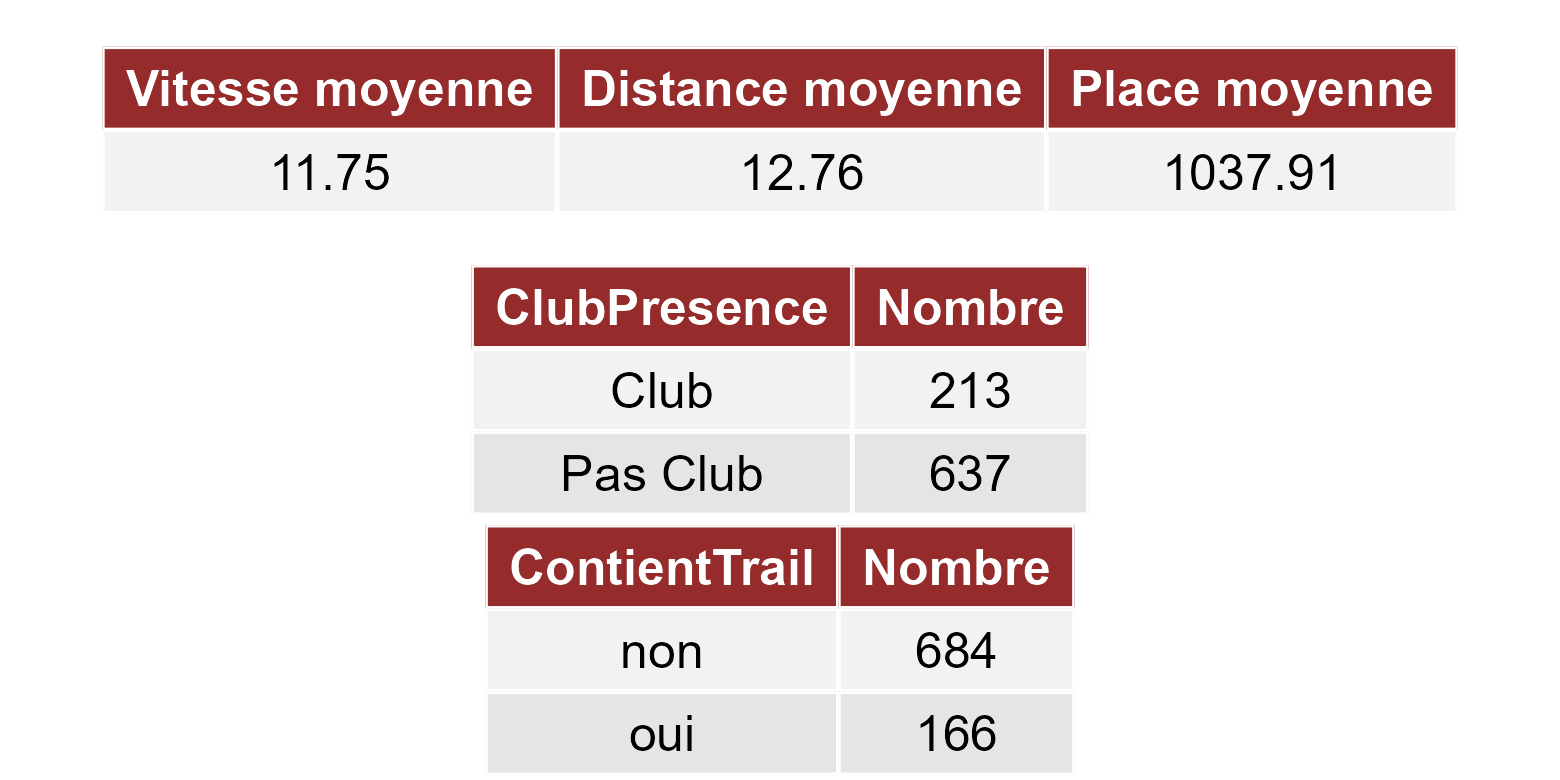 Vitesse moyenne Distance moyenne Place moyenne
11.75 12.76 1037.91
ClubPresence Nombre
Club 213
Pas Club 637
ContientTrail Nombre
non 684
oui 166